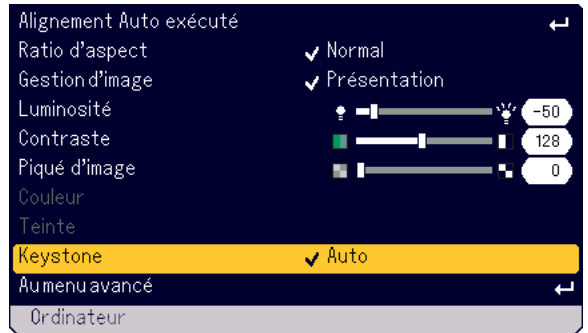 Alignement Auto exécuté
Ratio d'aspect Normal
Gestion d'image Présentation
Luminosité -50
Contraste 128
Piqué d'image 0
Couleur
Teinte
Keystone Auto
Au menu avancé
Ordinateur